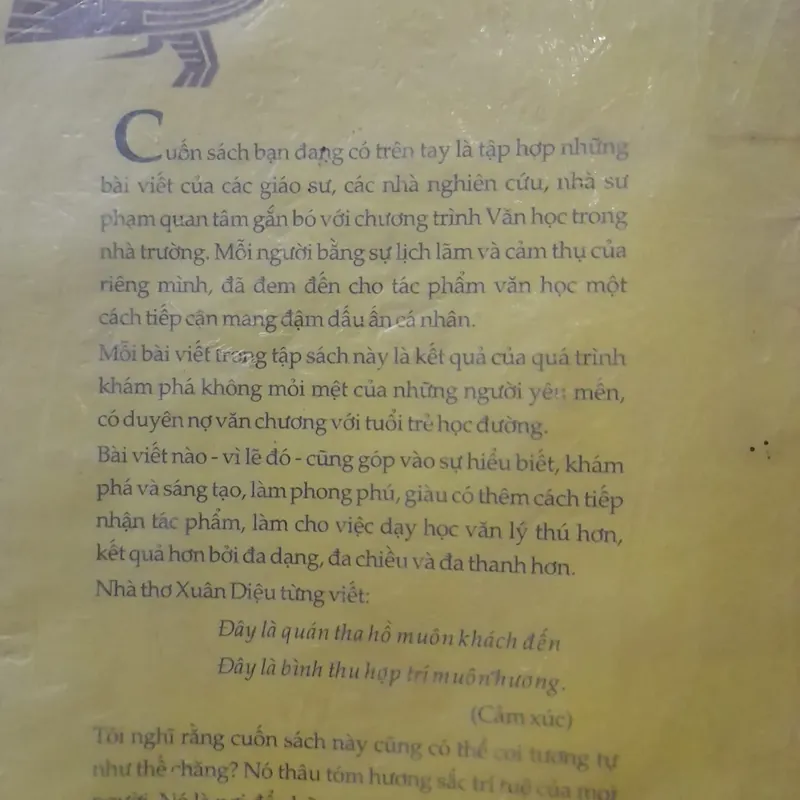 Cuốn sách bạn đang có trên tay là tập hợp những
bài viết của các giáo sư, các nhà nghiên cứu, nhà sư
phạm quan tâm gắn bó với chương trình Văn học trong
nhà trường. Mỗi người bằng sự lịch lãm và cảm thụ của
riêng mình, đã đem đến cho tác phẩm văn học một
cách tiếp cận mang đậm dấu ấn cá nhân.
Mỗi bài viết trong tập sách này là kết quả của quá trình
khám phá không mỏi mệt của những người yêu mến,
có duyên nợ văn chương với tuổi trẻ học đường.
Bài viết nào - vì lẽ đó - cũng góp vào sự hiểu biết, khám
phá và sáng tạo, làm phong phú, giàu có thêm cách tiếp
nhận tác phẩm, làm cho việc dạy học văn lý thú hơn,
kết quả hơn bởi đa dạng, đa chiều và đa thanh hơn.
Nhà thơ Xuân Diệu từng viết:
Đây là quán tha hồ muôn khách đến
Đây là bình thu hợp trí muôn hương.
(Cảm xúc)
Tôi nghĩ rằng cuốn sách này cũng có thể coi tương tự
như thế chăng? Nó thâu tóm hương sắc trí tuệ của mọi